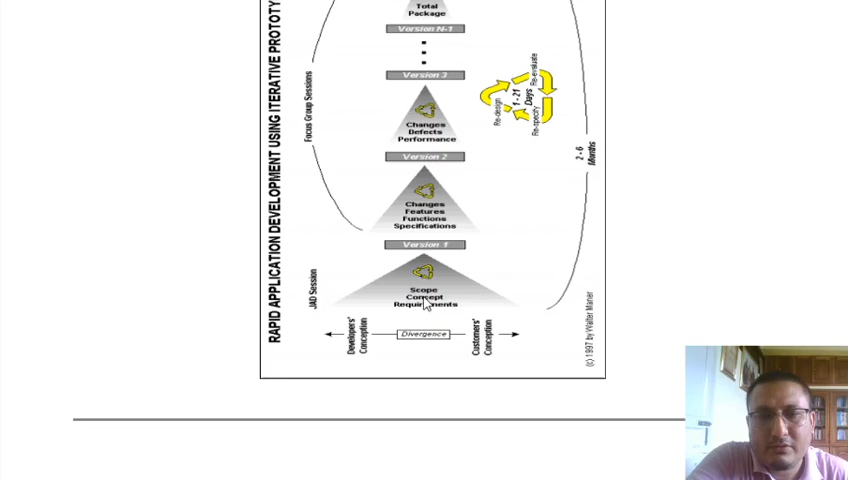 RAPID APPLICATION DEVELOPMENT USING ITERATIVE PROTOTY
Total
Package
Version N-1
Version 3
Focus Group Sessions
Changes
Defects
Performance
Re-design
1 - 21
Days
Re-evaluate
Re-specify
Version 2
2 - 6
Months
Changes
Features
Functions
Specifications
Version 1
JAD Session
Scope
Concept
Requirements
Developers'
Conception
Divergence
Customers'
Conception
(c) 1997 by Walter Maner